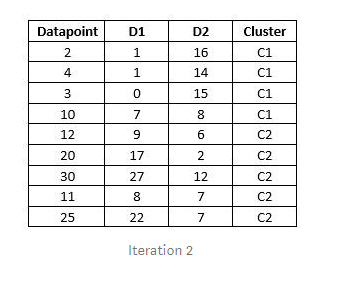 Datapoint D1 D2 Cluster
2 1 16 C1
4 1 14 C1
3 0 15 C1
10 7 8 C1
12 9 6 C2
20 17 2 C2
30 27 12 C2
11 8 7 C2
25 22 7 C2
Iteration 2